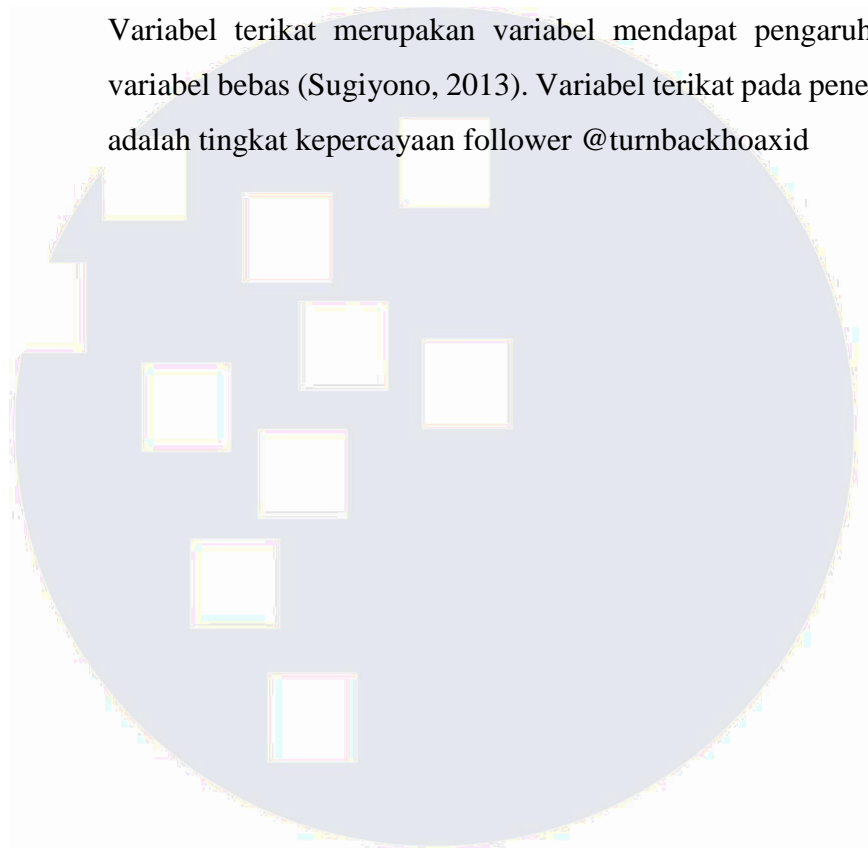 Variabel terikat merupakan variabel mendapat pengaruh
variabel bebas (Sugiyono, 2013). Variabel terikat pada pene
adalah tingkat kepercayaan follower @turnbackhoaxid